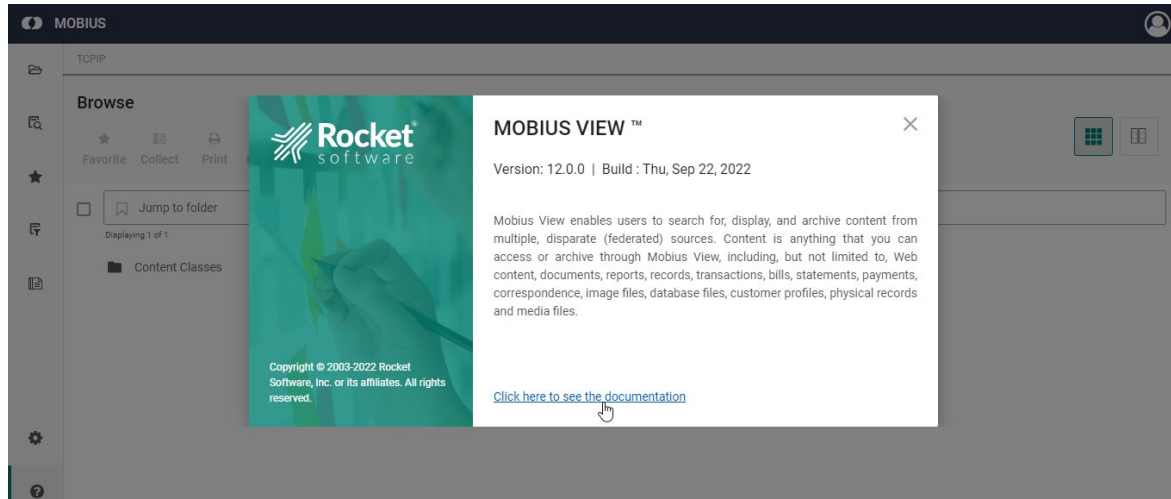 MOBIUS
TCPIP
Browse
Favorite Collect Print
Jump to folder
Displaying 1 of 1
Content Classes
Rocket®
software
Copyright © 2003-2022 Rocket
Software, Inc. or its affiliates. All rights
reserved.
MOBIUS VIEW ™
Version: 12.0.0 | Build : Thu, Sep 22, 2022
Mobius View enables users to search for, display, and archive content from
multiple, disparate (federated) sources. Content is anything that you can
access or archive through Mobius View, including, but not limited to, Web
content, documents, reports, records, transactions, bills, statements, payments,
correspondence, image files, database files, customer profiles, physical records
and media files.
Click here to see the documentation